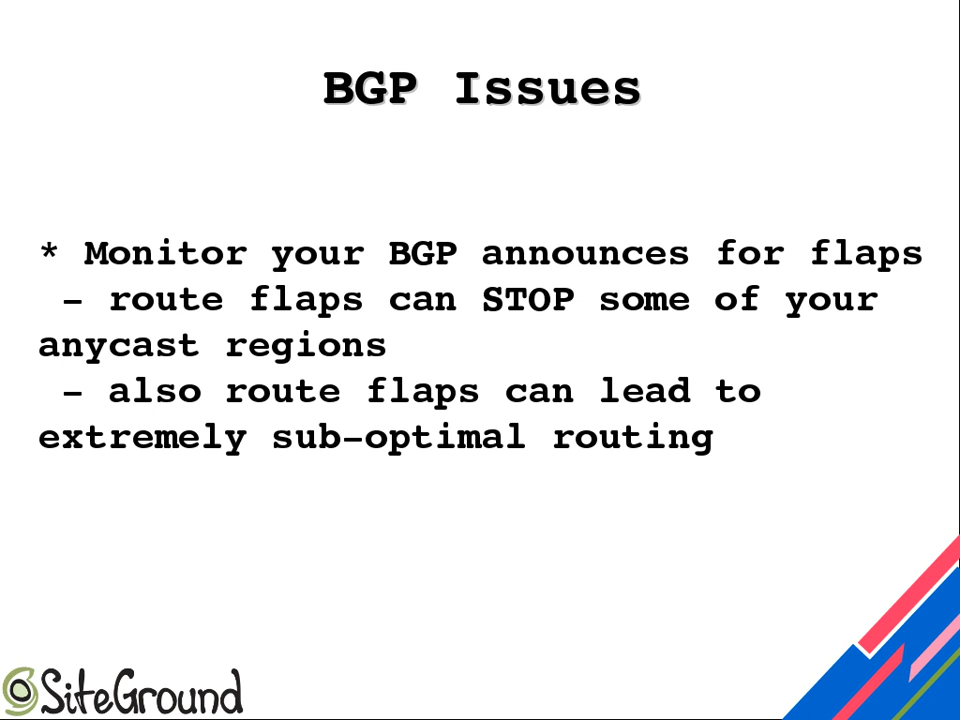 BGP Issues
* Monitor your BGP announces for flaps
- route flaps can STOP some of your
anycast regions
- also route flaps can lead to
extremely sub-optimal routing
SiteGround